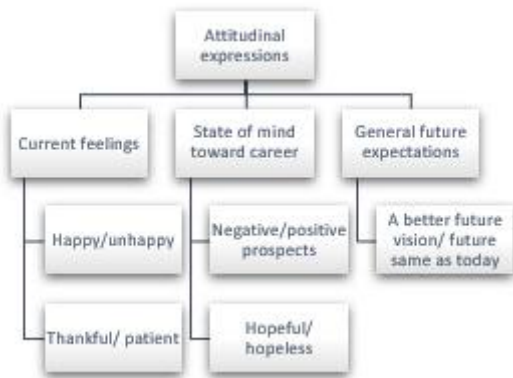 Attitudinal
expressions
Current feelings
State of mind
toward career
General future
expectations
Happy/unhappy
Negative/positive
prospects
A better future
vision/ future
same as today
Thankful/ patient
Hopeful/
hopeless